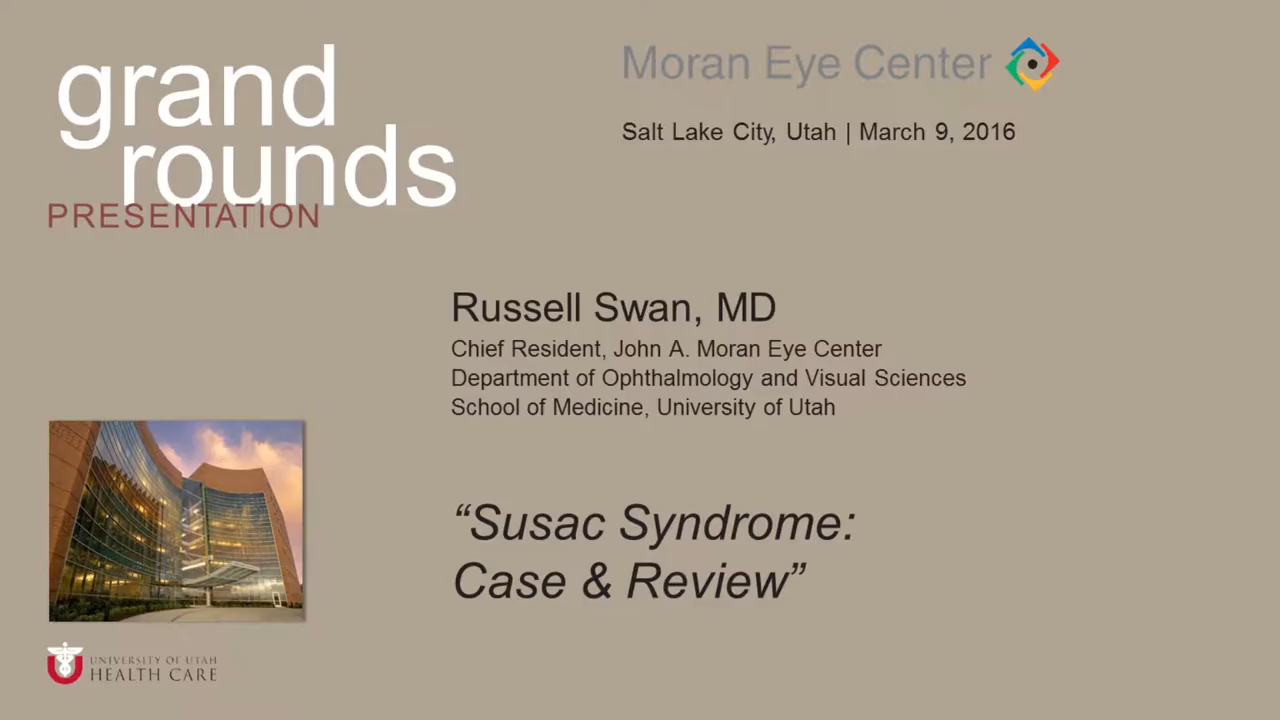 grand
rounds
PRESENTATION
Moran Eye Center
Salt Lake City, Utah | March 9, 2016
Russell Swan, MD
Chief Resident, John A. Moran Eye Center
Department of Ophthalmology and Visual Sciences
School of Medicine, University of Utah
“Susac Syndrome:
Case & Review”
UNIVERSITY OF UTAH
HEALTH CARE